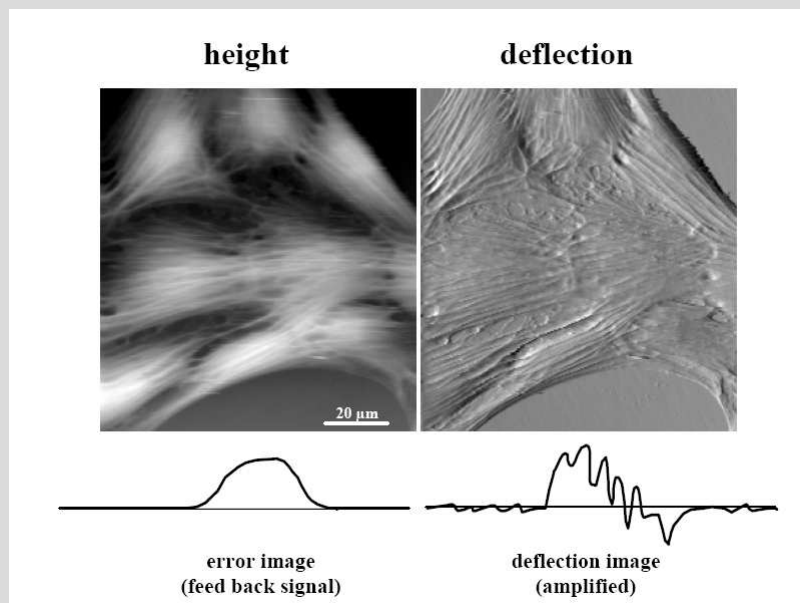 height
deflection
20 µm
error image
(feed back signal)
deflection image
(amplified)